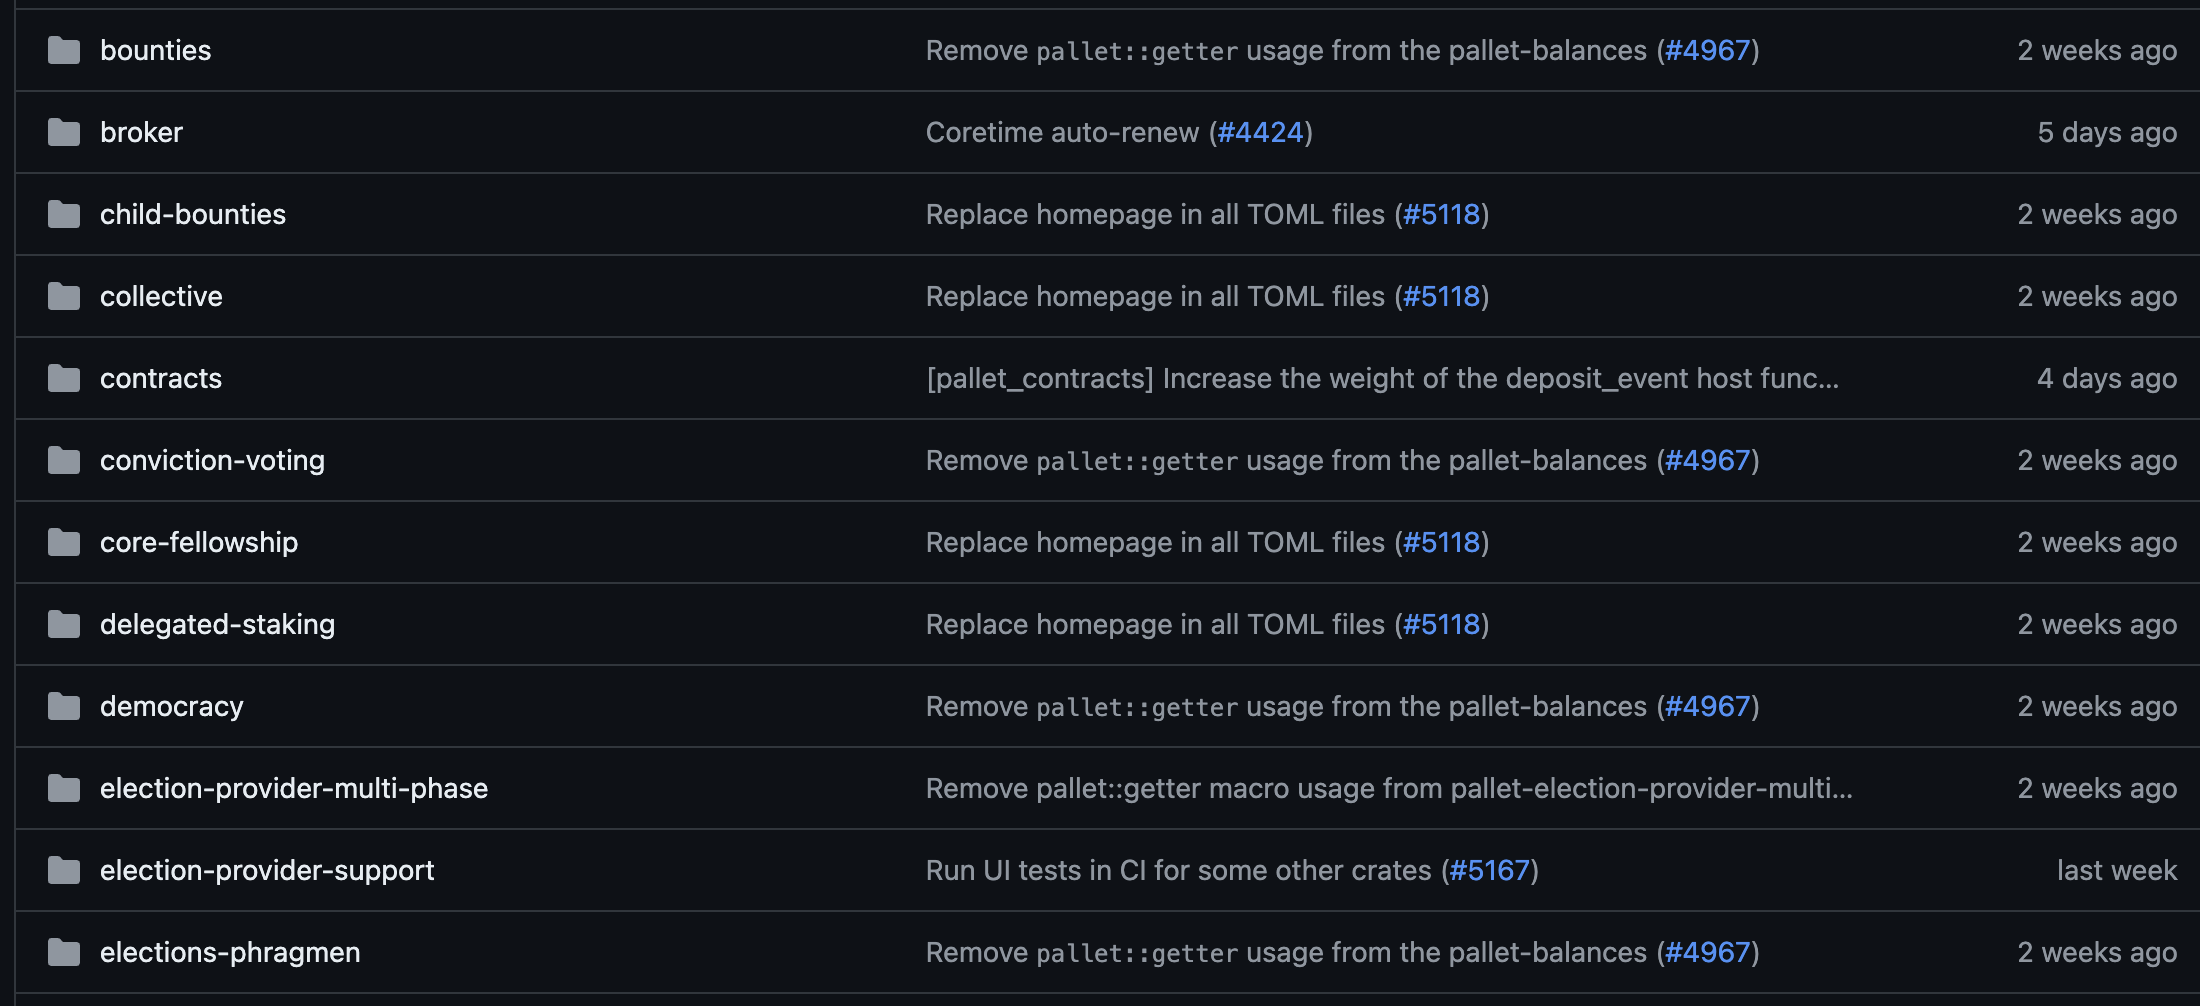 bounties Remove pallet::getter usage from the pallet-balances (#4967) 2 weeks ago
broker Coretime auto-renew (#4424) 5 days ago
child-bounties Replace homepage in all TOML files (#5118) 2 weeks ago
collective Replace homepage in all TOML files (#5118) 2 weeks ago
contracts [pallet_contracts] Increase the weight of the deposit_event host func... 4 days ago
conviction-voting Remove pallet::getter usage from the pallet-balances (#4967) 2 weeks ago
core-fellowship Replace homepage in all TOML files (#5118) 2 weeks ago
delegated-staking Replace homepage in all TOML files (#5118) 2 weeks ago
democracy Remove pallet::getter usage from the pallet-balances (#4967) 2 weeks ago
election-provider-multi-phase Remove pallet::getter macro usage from pallet-election-provider-multi... 2 weeks ago
election-provider-support Run UI tests in CI for some other crates (#5167) last week
elections-phragmen Remove pallet::getter usage from the pallet-balances (#4967) 2 weeks ago